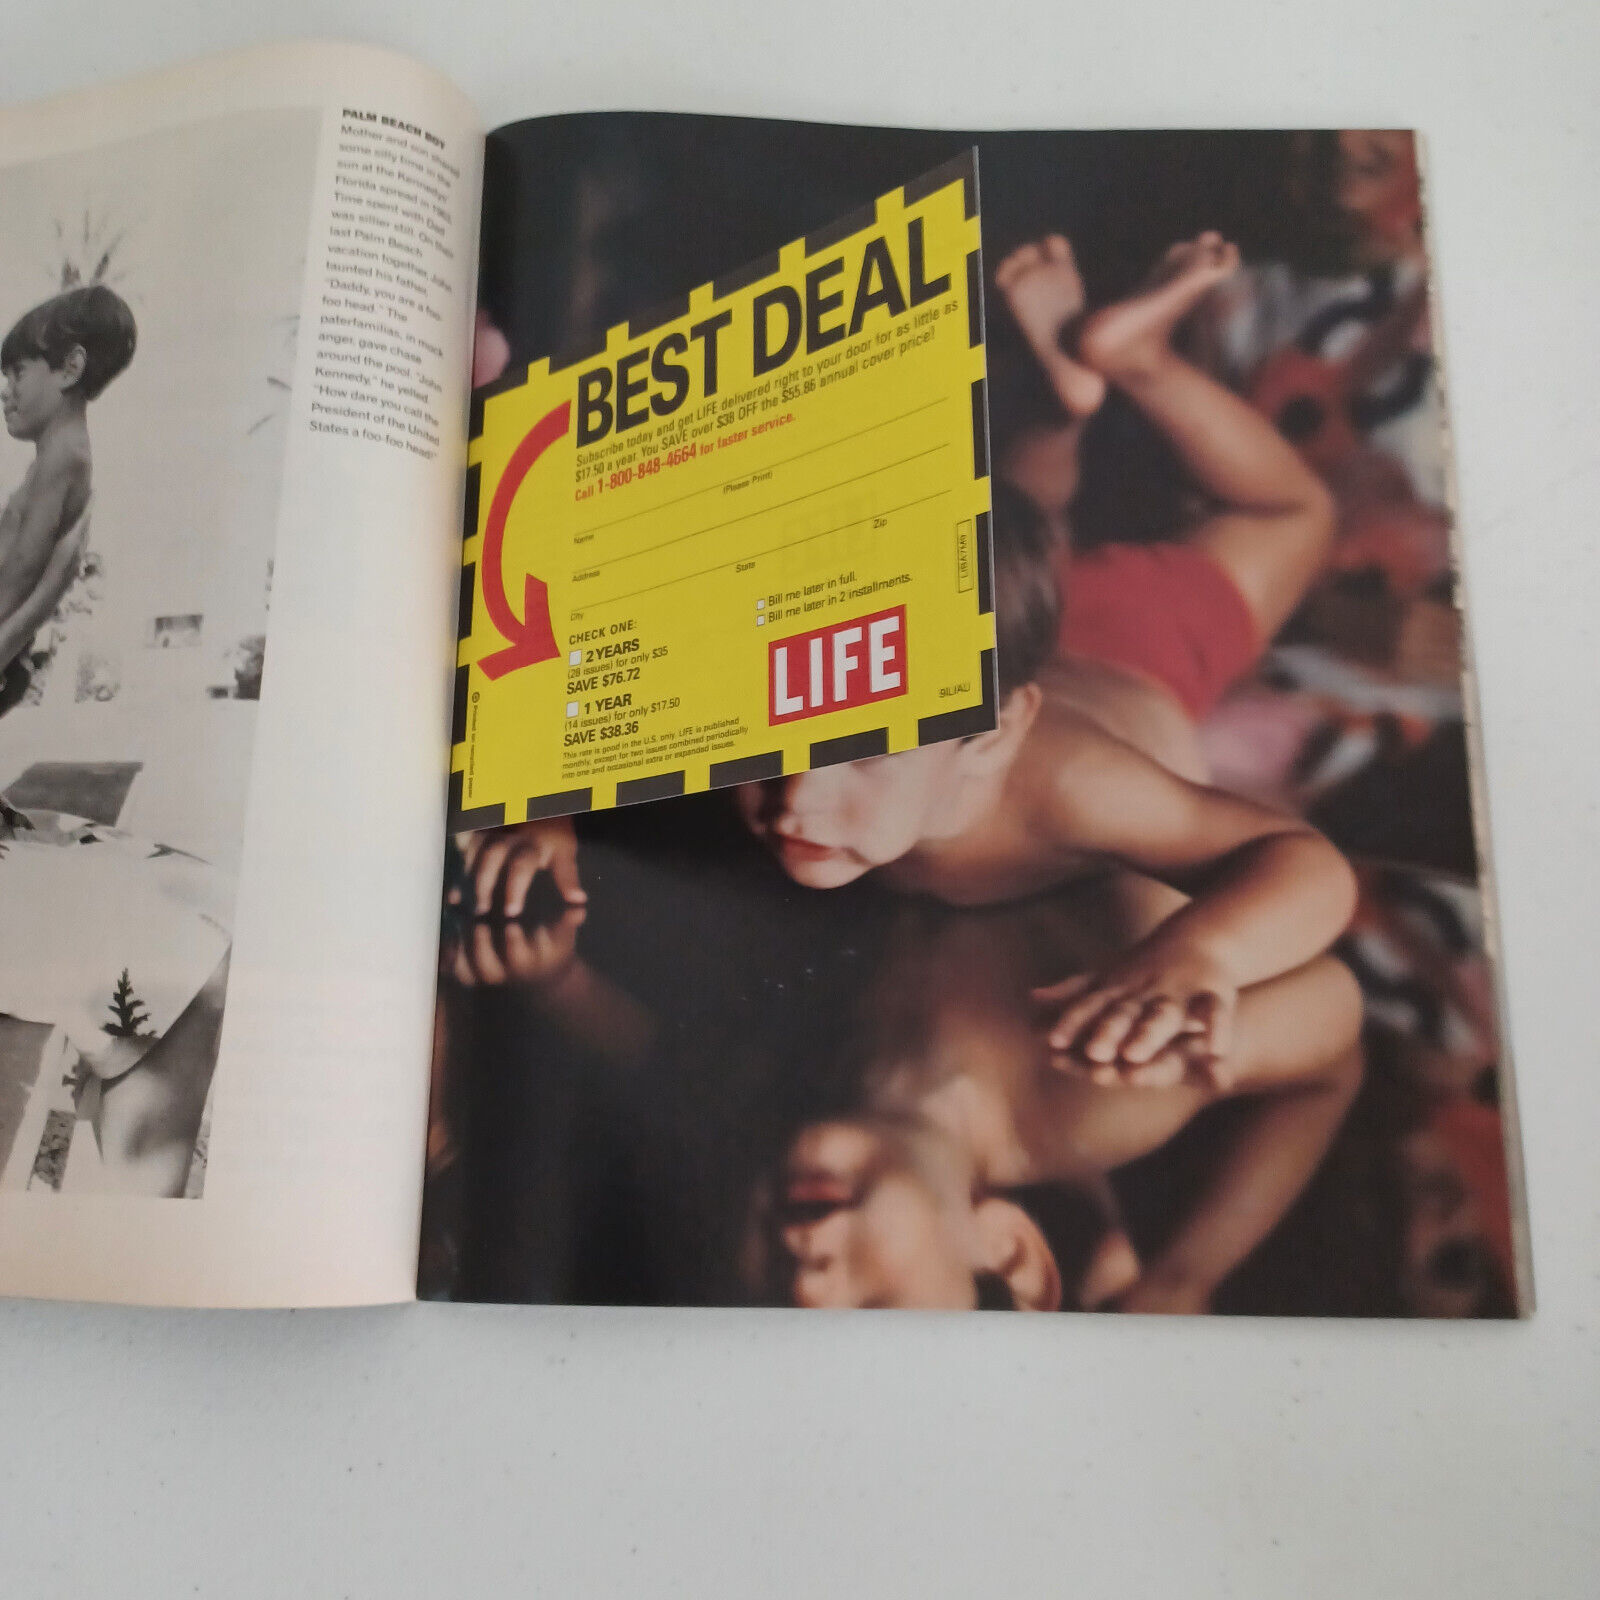 PALM BEACH BOY
Mother and son shared
some silly time in the
sun at the Kennedys'
Florida spread in 1963.
Time spent with Dad
was sillier still. On their
last Palm Beach
vacation together, John
taunted his father,
"Daddy, you are a foo-
foo head." The
paterfamilias, in mock
anger, gave chase
around the pool. "John
Kennedy," he yelled.
"How dare you call the
President of the United
States a foo-foo head!"
BEST DEAL
Subscribe today and get LIFE delivered right to your door for as little as
$17.50 a year. You SAVE over $38 OFF the $55.86 annual cover price!
Call 1-800-848-4664 for faster service.
(Please Print)
Name
Address
City
State
Zip
Bill me later in full.
Bill me later in 2 installments.
CHECK ONE:
2 YEARS
(28 issues) for only $35
SAVE $76.72
1 YEAR
(14 issues) for only $17.50
SAVE $38.36
This rate is good in the U.S. only. LIFE is published
monthly, except for two issues combined periodically
into one and occasional extra or expanded issues.
LIFE
LIBA7M9
Printed on recycled paper